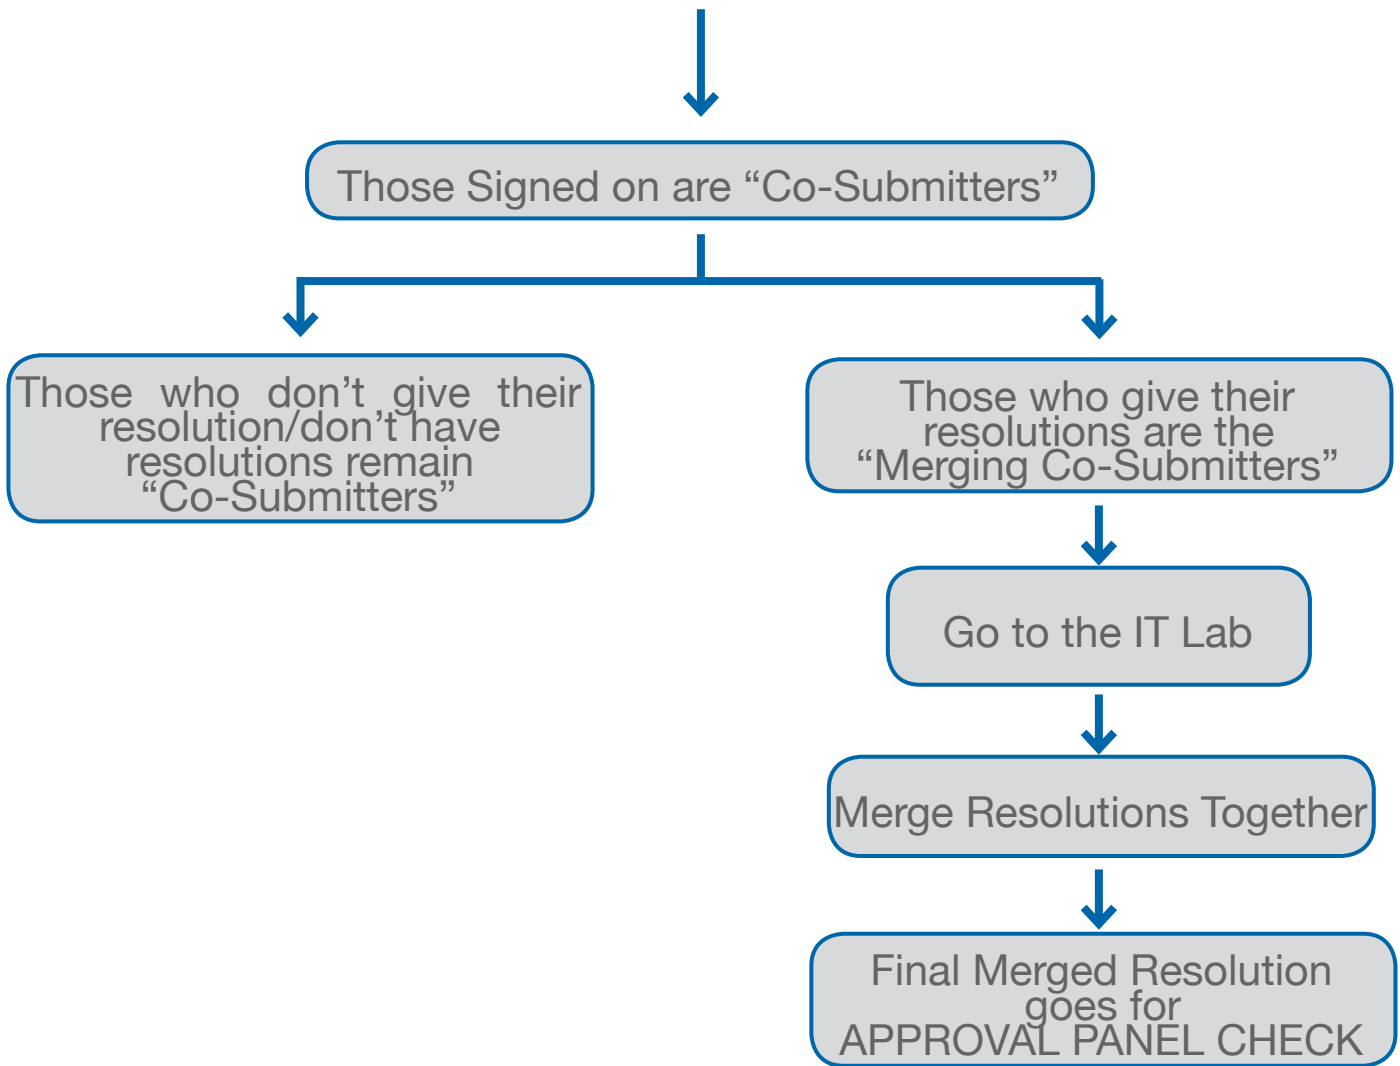 Those Signed on are “Co-Submitters”
Those who don’t give their
resolution/don’t have
resolutions remain
“Co-Submitters”
Those who give their
resolutions are the
“Merging Co-Submitters”
Go to the IT Lab
Merge Resolutions Together
Final Merged Resolution
goes for
APPROVAL PANEL CHECK